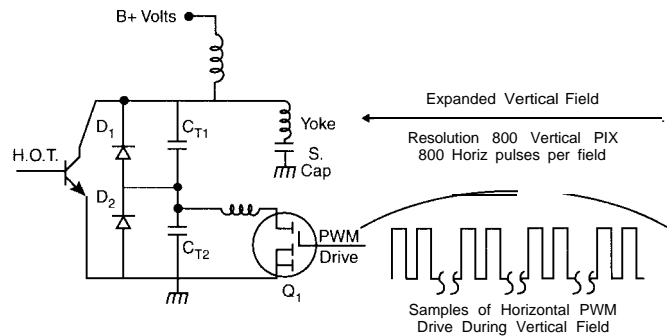 B+ Volts
Yoke
S.
Cap
D1
CT1
H.O.T.
D2
CT2
PWM
Drive
Q1
Expanded Vertical Field
Resolution 800 Vertical PIX
800 Horiz pulses per field
Samples of Horizontal PWM
Drive During Vertical Field